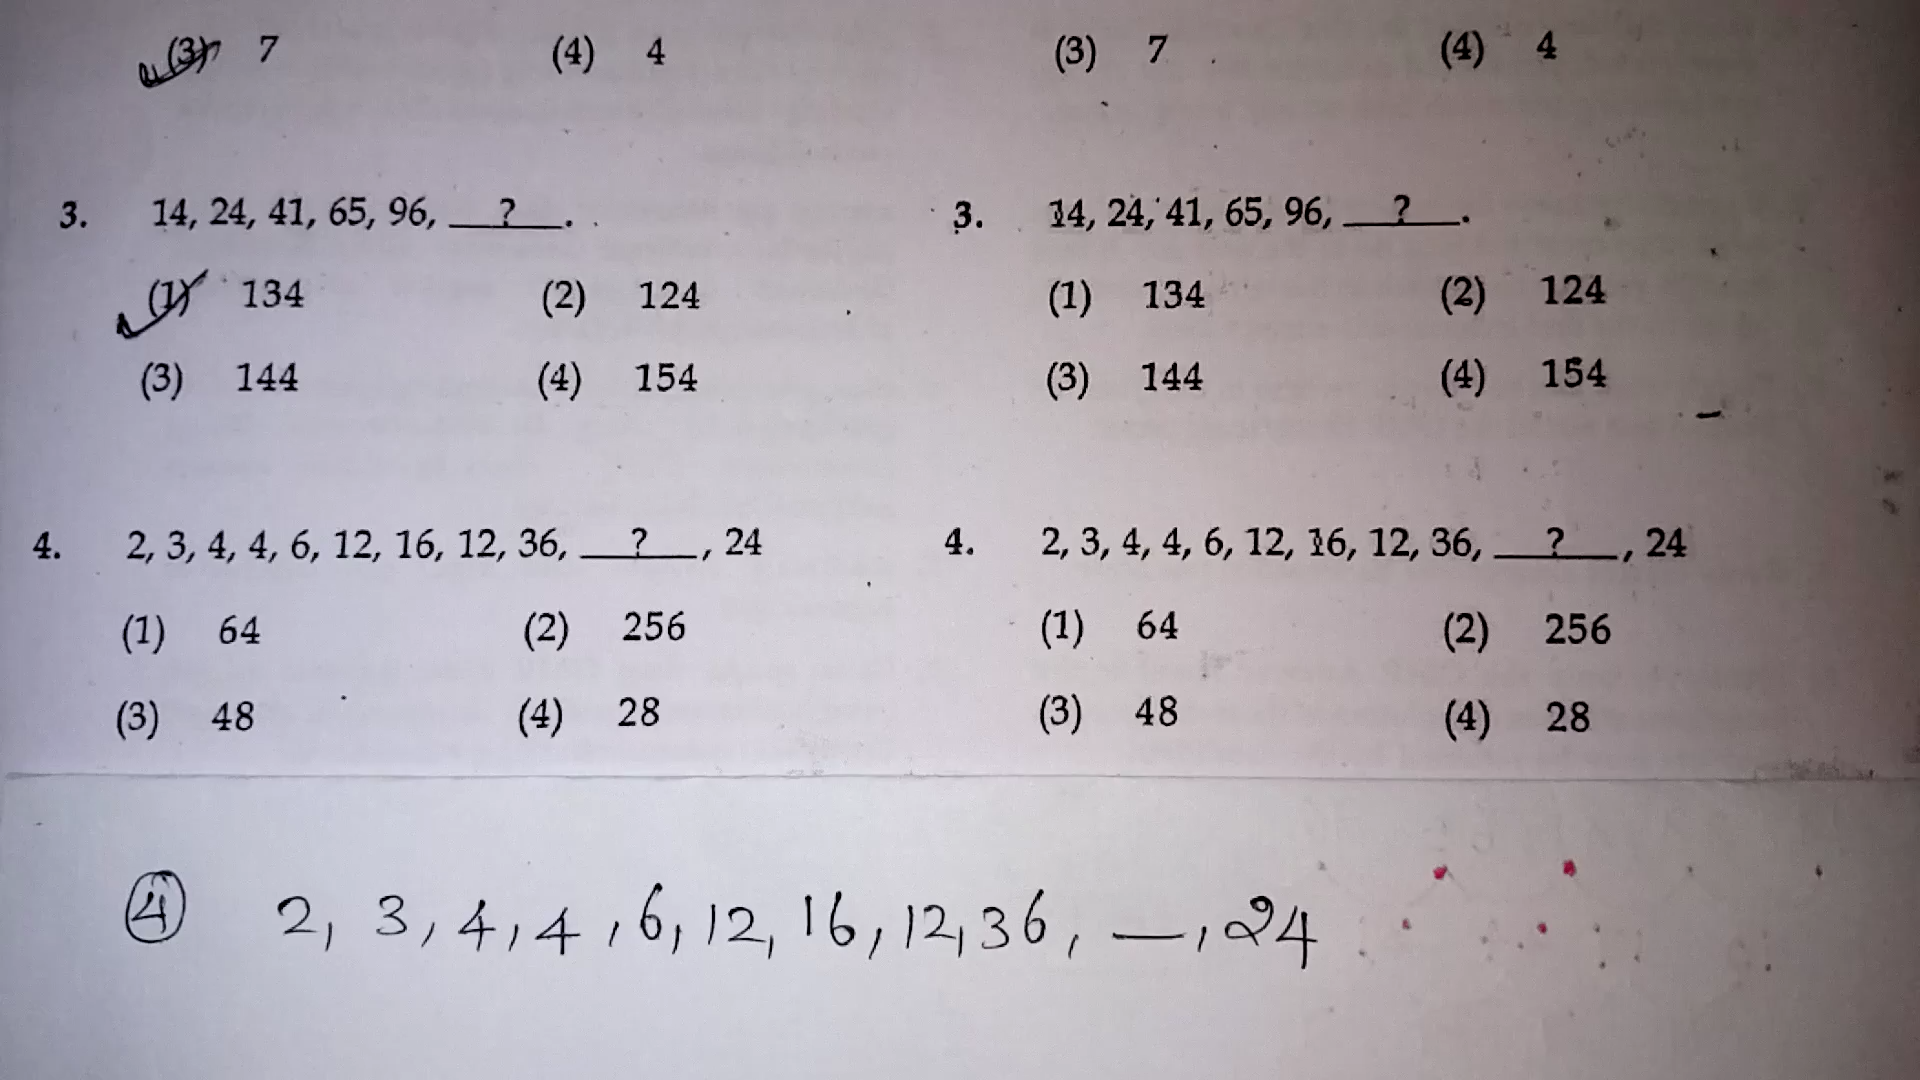 (3) 7 (4) 4
3. 14, 24, 41, 65, 96, ? .
(1) 134 (2) 124
(3) 144 (4) 154
4. 2, 3, 4, 4, 6, 12, 16, 12, 36, ? , 24
(1) 64 (2) 256
(3) 48 (4) 28
(3) 7 (4) 4
3. 14, 24, 41, 65, 96, ? .
(1) 134 (2) 124
(3) 144 (4) 154
4. 2, 3, 4, 4, 6, 12, 16, 12, 36, ? , 24
(1) 64 (2) 256
(3) 48 (4) 28
4 2, 3, 4, 4, 6, 12, 16, 12, 36, —, 24